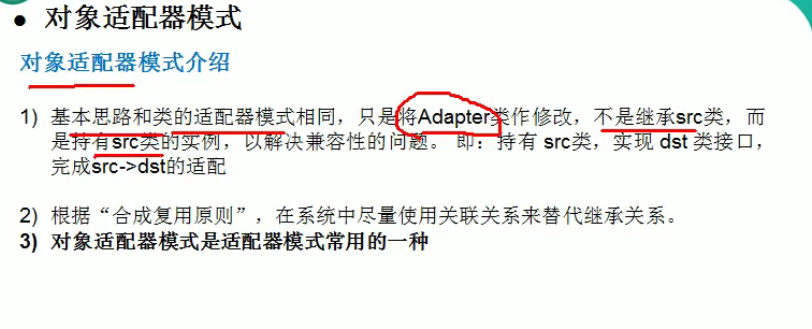 ● 对象适配器模式
对象适配器模式介绍
1) 基本思路和类的适配器模式相同，只是将Adapter类作修改，不是继承src类，而
是持有src类的实例，以解决兼容性的问题。 即：持有 src类，实现 dst 类接口，
完成src->dst的适配
2) 根据“合成复用原则”，在系统中尽量使用关联关系来替代继承关系。
3) 对象适配器模式是适配器模式常用的一种